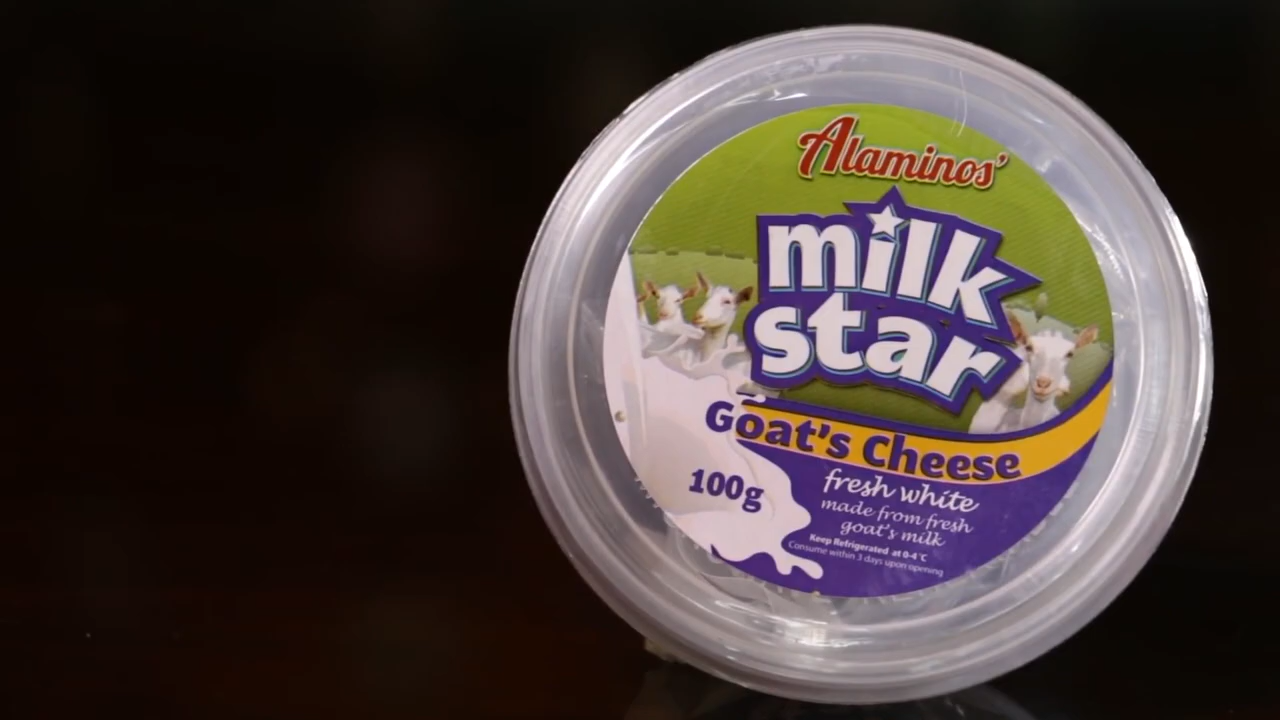 Alaminos'
milk
star
Goat's Cheese
100g
fresh white
made from fresh
goat's milk
Keep Refrigerated at 0-4°C
Consume within 3 days upon opening